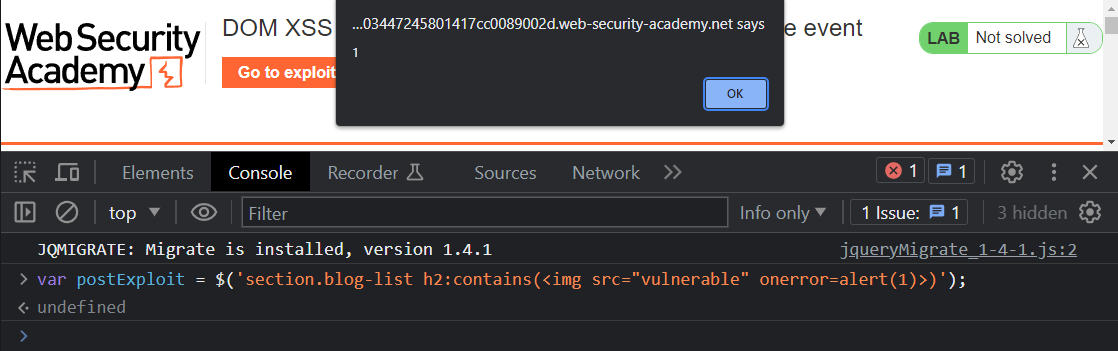 Web Security
Academy
DOM XSS
e event
Go to exploit
LAB Not solved
...03447245801417cc0089002d.web-security-academy.net says
1
OK
Elements Console Recorder Sources Network 1 1
top Filter Info only 1 Issue: 1 3 hidden
JQMIGRATE: Migrate is installed, version 1.4.1 jqueryMigrate_1-4-1.js:2
var postExploit = $('section.blog-list h2:contains(<img src="vulnerable" onerror=alert(1)>)');
undefined